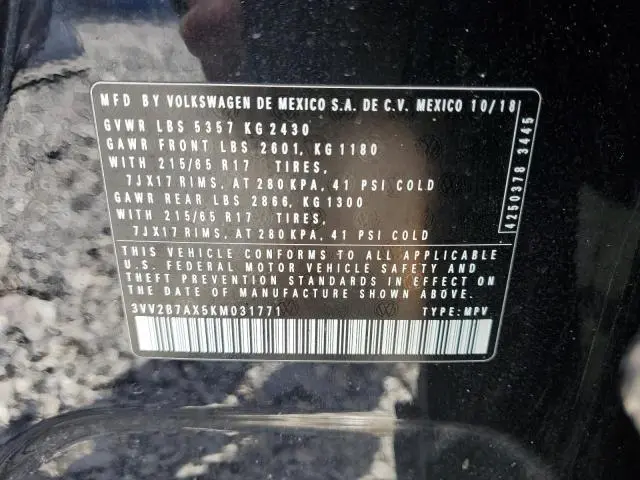 MFD BY VOLKSWAGEN DE MEXICO S.A. DE C.V. MEXICO 10/18
GVWR LBS 5357 KG 2430
GAWR FRONT LBS 2601, KG 1180
WITH 215/65 R17 TIRES,
7JX17 RIMS, AT 280 KPA, 41 PSI COLD
GAWR REAR LBS 2866, KG 1300
WITH 215/65 R17 TIRES,
7JX17 RIMS, AT 280 KPA, 41 PSI COLD
THIS VEHICLE CONFORMS TO ALL APPLICABLE
U.S. FEDERAL MOTOR VEHICLE SAFETY AND
THEFT PREVENTION STANDARDS IN EFFECT ON
THE DATE OF MANUFACTURE SHOWN ABOVE.
3VV2B7AX5KM031771 TYPE: MPV
4250378 3445